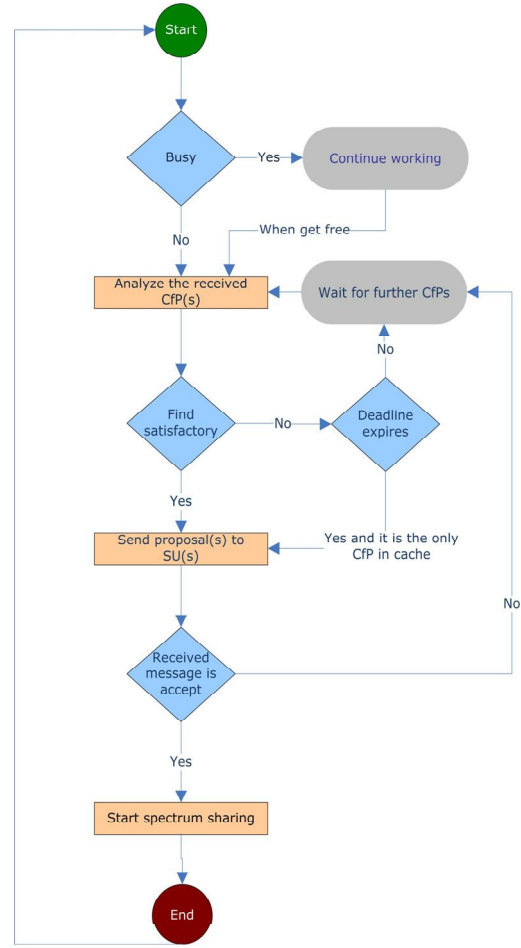 Start
Busy
Yes
Continue working
No
When get free
Analyze the received
CfP(s)
Wait for further CfPs
No
Find
satisfactory
No
Deadline
expires
Yes
Send proposal(s) to
SU(s)
Yes and it is the only
CfP in cache
No
Received
message is
accept
Yes
Start spectrum sharing
End